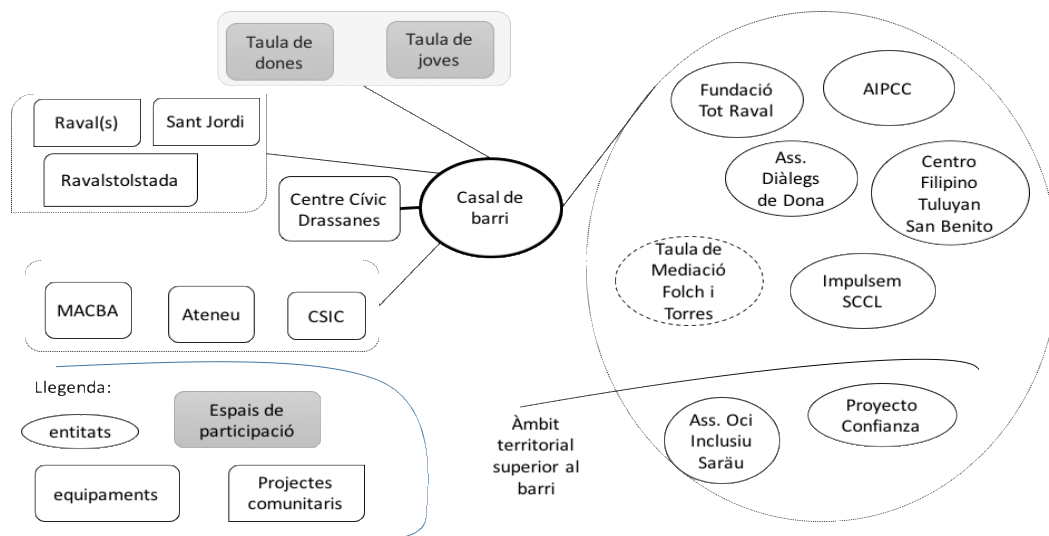 Taula de
dones
Taula de
joves
Raval(s)
Sant Jordi
Ravalstolstada
Centre Cívic
Drassanes
Casal de
barri
MACBA
Ateneu
CSIC
Fundació
Tot Raval
AIPCC
Ass.
Diàlegs
de Dona
Centro
Filipino
Tuluyan
San Benito
Taula de
Mediació
Folch i
Torres
Impulsem
SCCL
Àmbit
territorial
superior al
barri
Ass. Oci
Inclusiu
Saräu
Proyecto
Confianza
Llegenda:
entitats
Espais de
participació
equipaments
Projectes
comunitaris